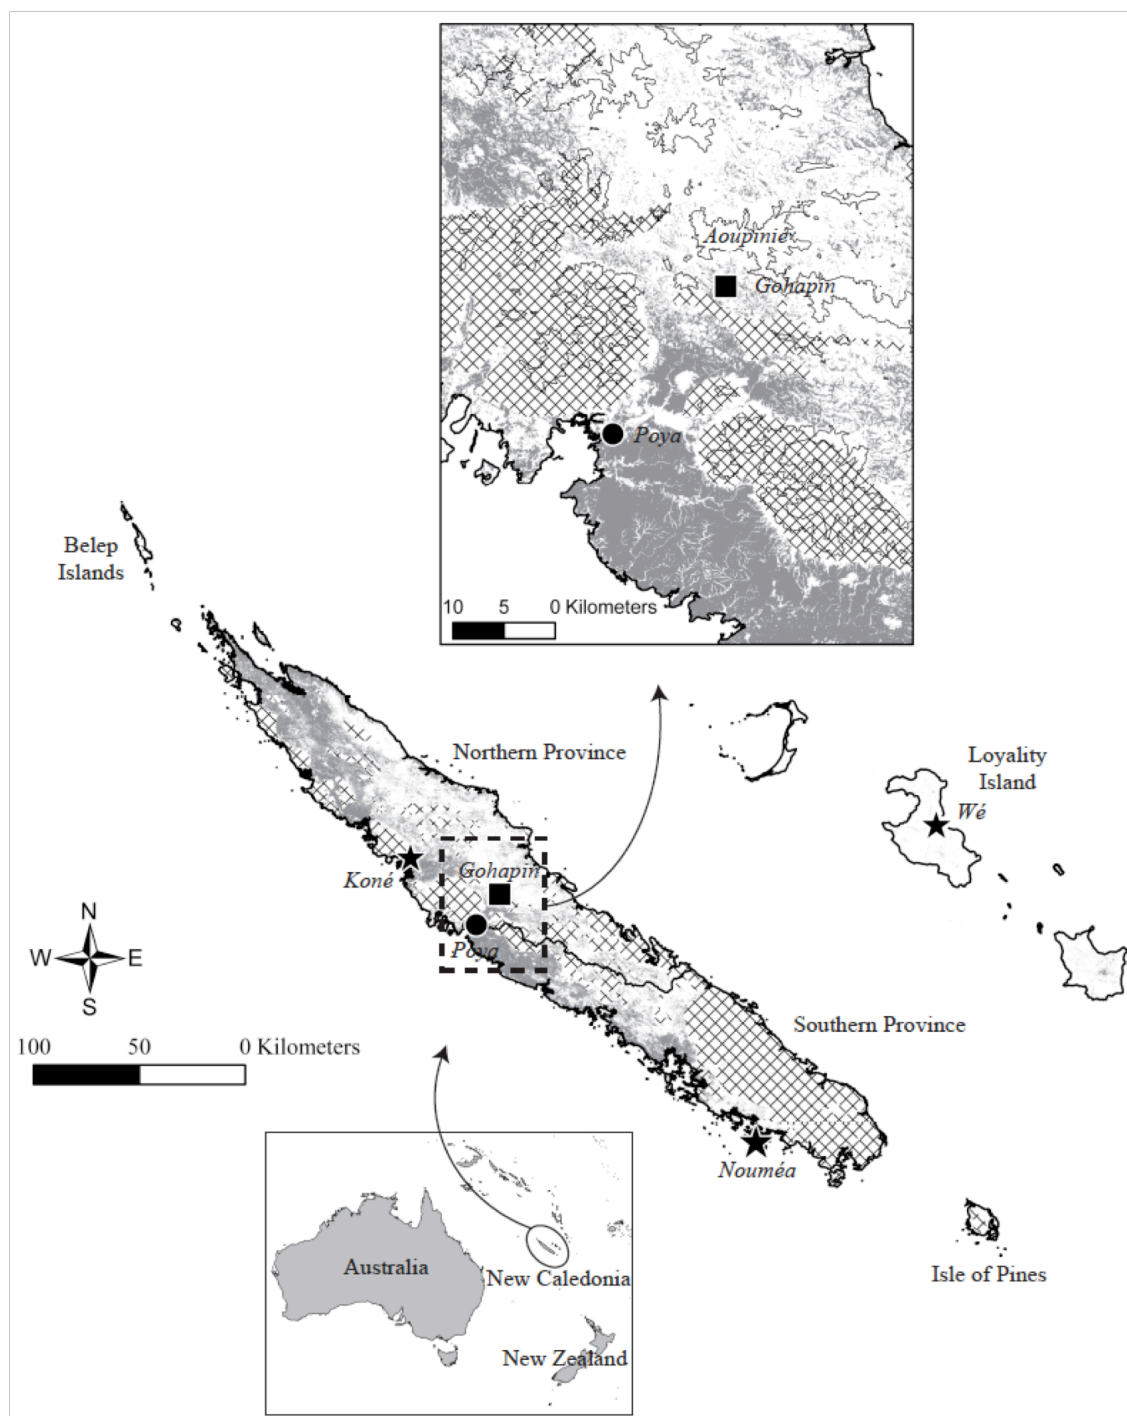 Aoupinié
Gohapin
Poya
10 5 0 Kilometers
Belep
Islands
Northern Province
Loyality
Island
Wé
Gohapin
Koné
Poya
N
W E
S
Southern Province
100 50 0 Kilometers
Nouméa
Australia
New Caledonia
Isle of Pines
New Zealand